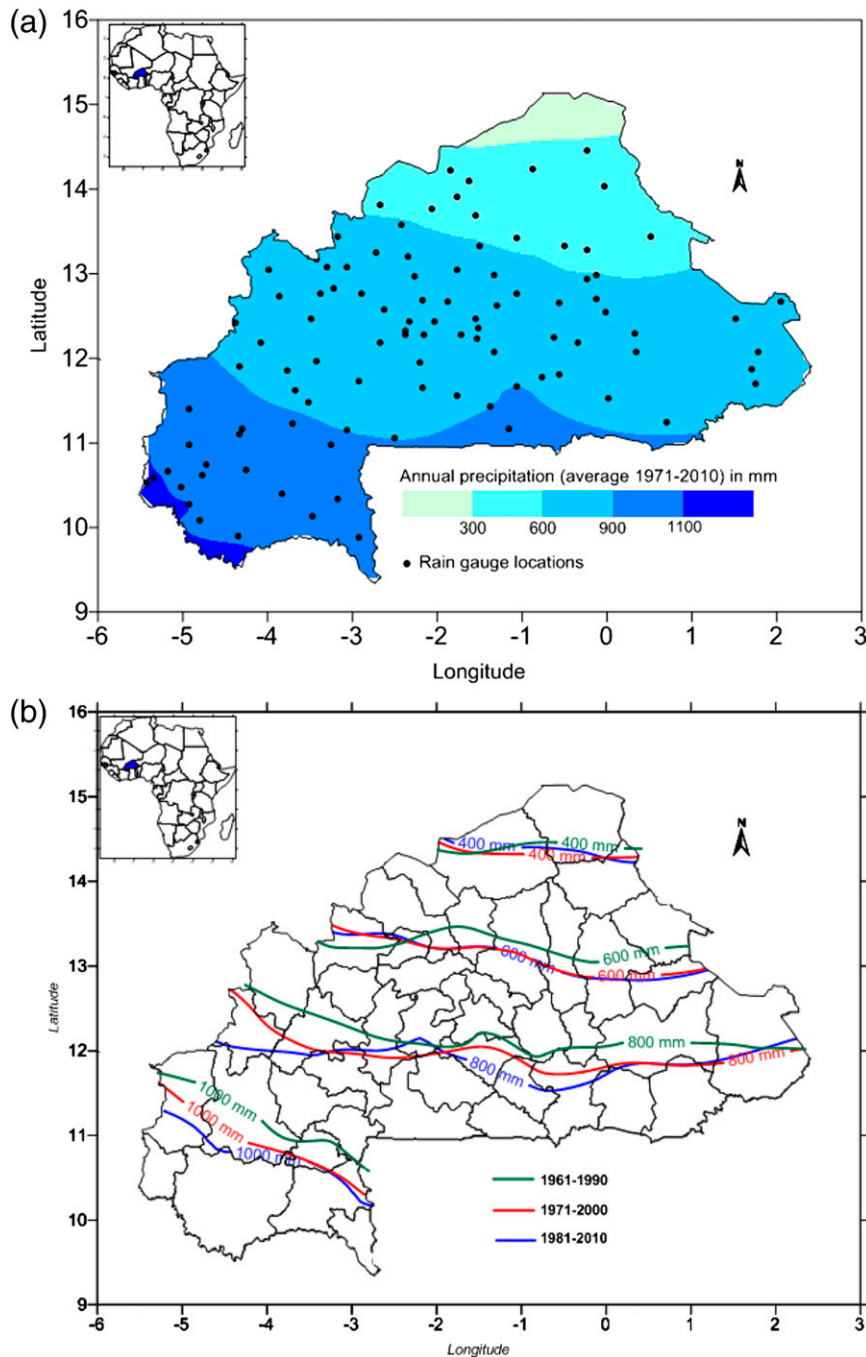 (a)
16
15
14
13
12
11
10
9
Latitude
N
Annual precipitation (average 1971-2010) in mm
300 600 900 1100
Rain gauge locations
-6 -5 -4 -3 -2 -1 0 1 2 3
Longitude
(b)
16
15
14
13
12
11
10
9
Latitude
N
400 mm
400 mm
400 mm
600 mm
600 mm
600 mm
800 mm
800 mm
800 mm
1000 mm
1000 mm
1000 mm
1961-1990
1971-2000
1981-2010
-6 -5 -4 -3 -2 -1 0 1 2 3
Longitude